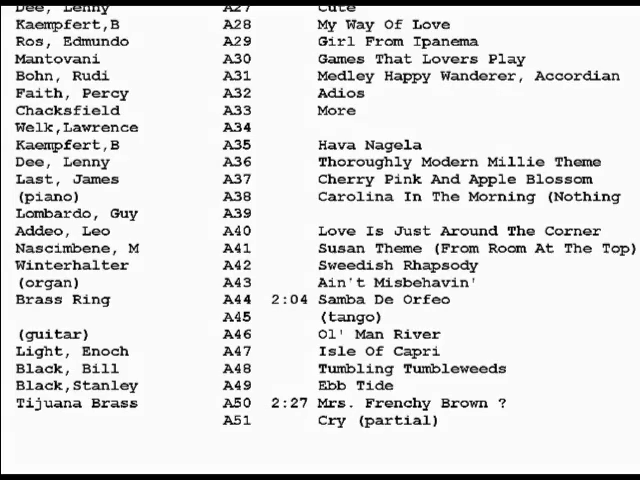 Dee, Lenny A27 Cute
Kaempfert,B A28 My Way Of Love
Ros, Edmundo A29 Girl From Ipanema
Mantovani A30 Games That Lovers Play
Bohn, Rudi A31 Medley Happy Wanderer, Accordian
Faith, Percy A32 Adios
Chacksfield A33 More
Welk,Lawrence A34
Kaempfert,B A35 Hava Nagela
Dee, Lenny A36 Thoroughly Modern Millie Theme
Last, James A37 Cherry Pink And Apple Blossom
(piano) A38 Carolina In The Morning (Nothing
Lombardo, Guy A39
Addeo, Leo A40 Love Is Just Around The Corner
Nascimbene, M A41 Susan Theme (From Room At The Top)
Winterhalter A42 Sweedish Rhapsody
(organ) A43 Ain't Misbehavin'
Brass Ring A44 2:04 Samba De Orfeo
A45 (tango)
(guitar) A46 Ol' Man River
Light, Enoch A47 Isle Of Capri
Black, Bill A48 Tumbling Tumbleweeds
Black,Stanley A49 Ebb Tide
Tijuana Brass A50 2:27 Mrs. Frenchy Brown ?
A51 Cry (partial)